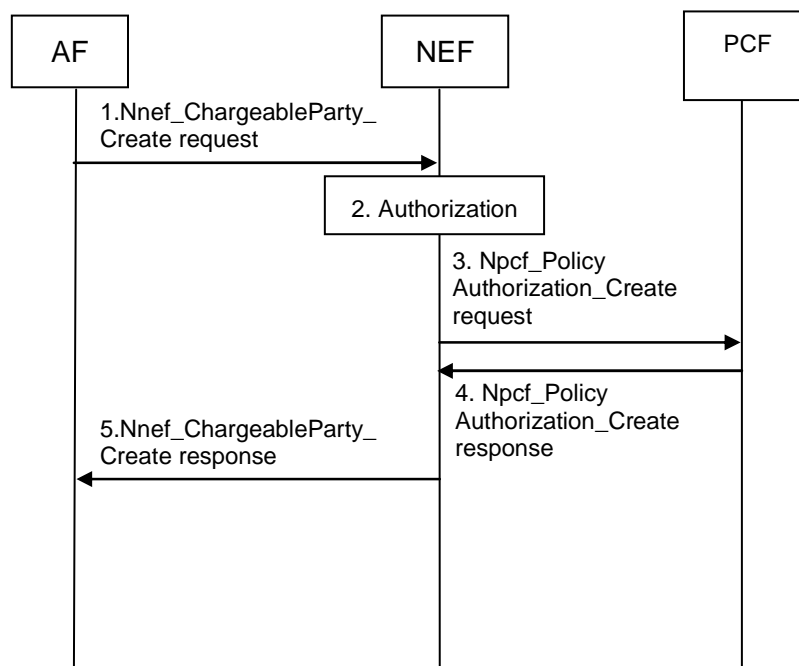 AF
NEF
PCF
1.Nnef_ChargeableParty_
Create request
2. Authorization
3. Npcf_Policy
Authorization_Create
request
4. Npcf_Policy
Authorization_Create
response
5.Nnef_ChargeableParty_
Create response